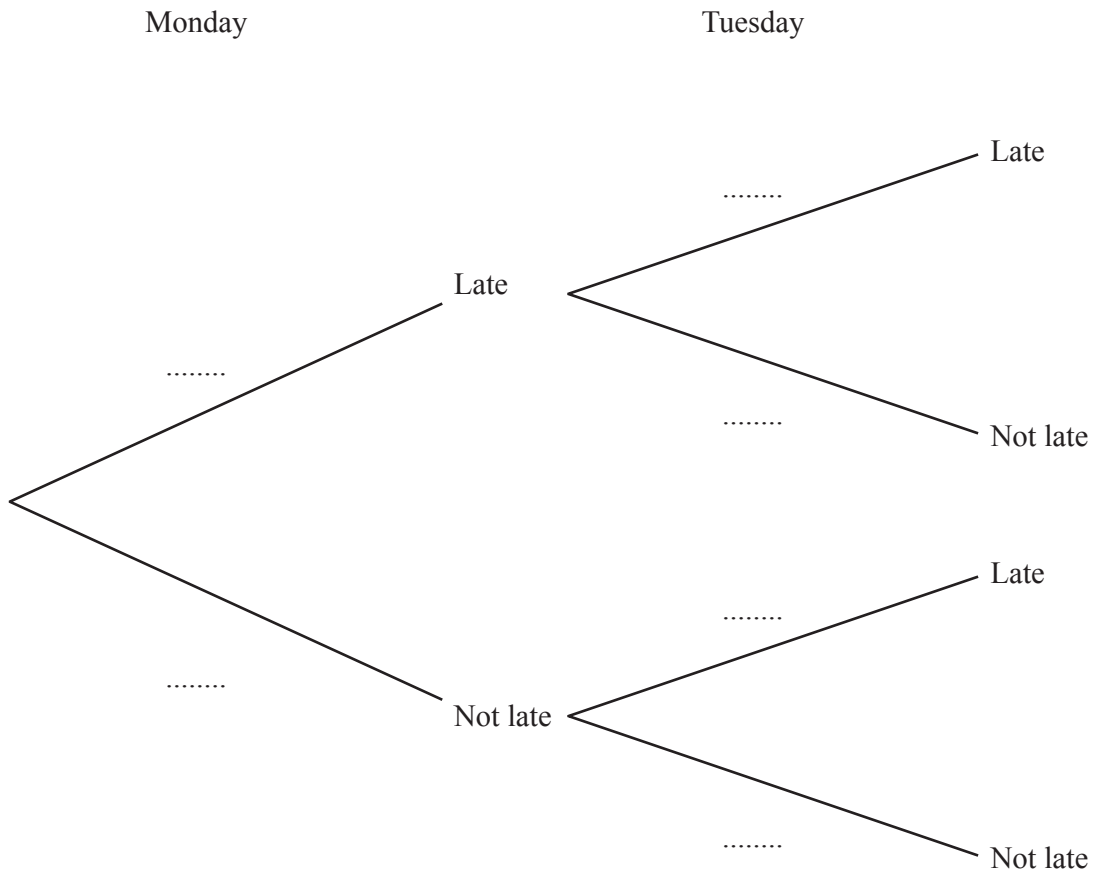 Monday Tuesday
Late
........
Late
........
........
Not late
Late
........
........
Not late
........
Not late